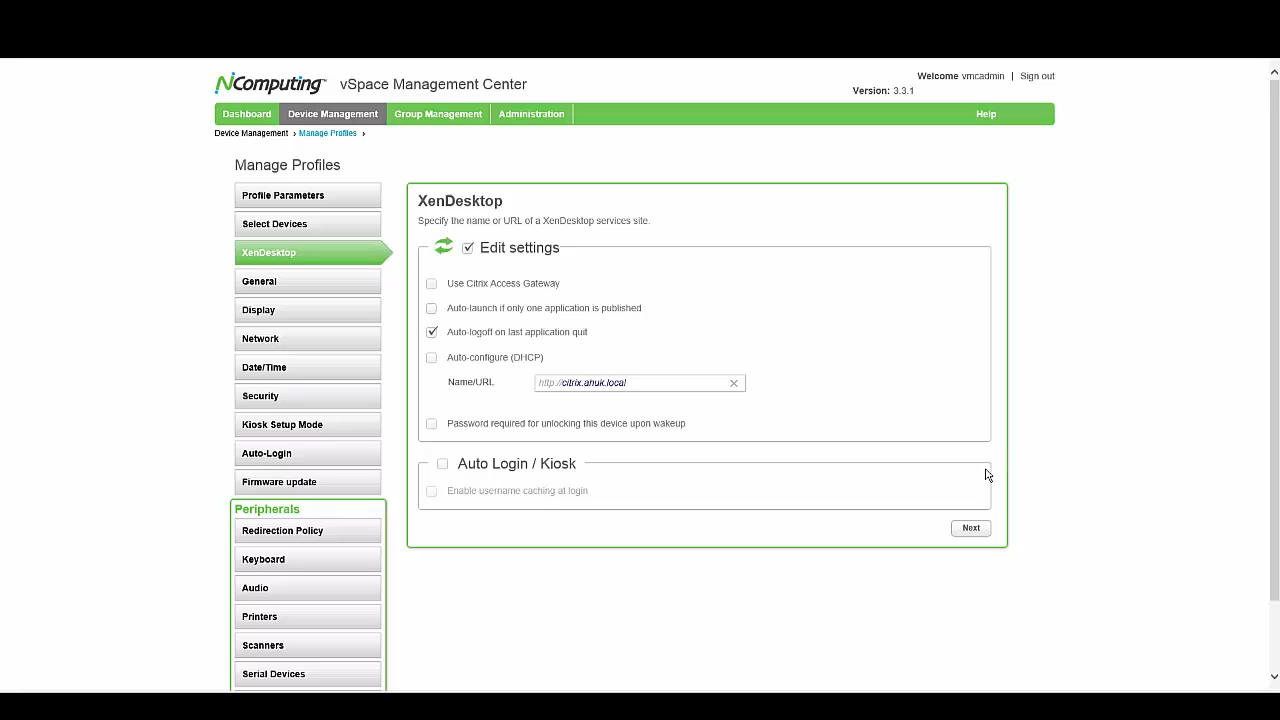 NComputing™ vSpace Management Center
Welcome vmcadmin | Sign out
Version: 3.3.1
Dashboard Device Management Group Management Administration Help
Device Management › Manage Profiles ›
Manage Profiles
Profile Parameters
Select Devices
XenDesktop
General
Display
Network
Date/Time
Security
Kiosk Setup Mode
Auto-Login
Firmware update
Peripherals
Redirection Policy
Keyboard
Audio
Printers
Scanners
Serial Devices
XenDesktop
Specify the name or URL of a XenDesktop services site.
Edit settings
Use Citrix Access Gateway
Auto-launch if only one application is published
Auto-logoff on last application quit
Auto-configure (DHCP)
Name/URL http://citrix.ahuk.local
Password required for unlocking this device upon wakeup
Auto Login / Kiosk
Enable username caching at login
Next